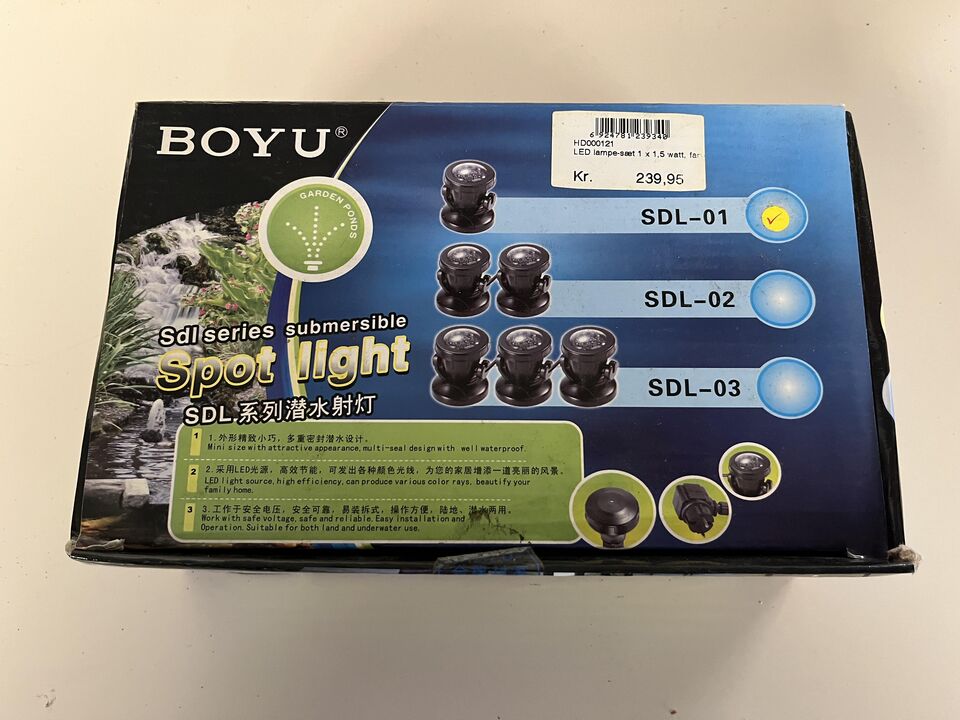 BOYU®
GARDEN PONDS
6 924781 239340
HD000121
LED lampe-sæt 1 x 1,5 watt, far
Kr. 239,95
SDL-01
SDL-02
SDL-03
Sdl series submersible
Spot light
SDL系列潜水射灯
1 1.外形精致小巧，多重密封潜水设计。
Mini size with attractive appearance, multi-seal design with well waterproof.
2 2.采用LED光源，高效节能，可发出各种颜色光线，为您的家居增添一道亮丽的风景。
LED light source, high efficiency, can produce various color rays. beautify your
family home.
3 3.工作于安全电压，安全可靠，易装拆式，操作方便，陆地、潜水两用。
Work with safe voltage, safe and reliable. Easy installation and
Operation. Suitable for both land and underwater use.